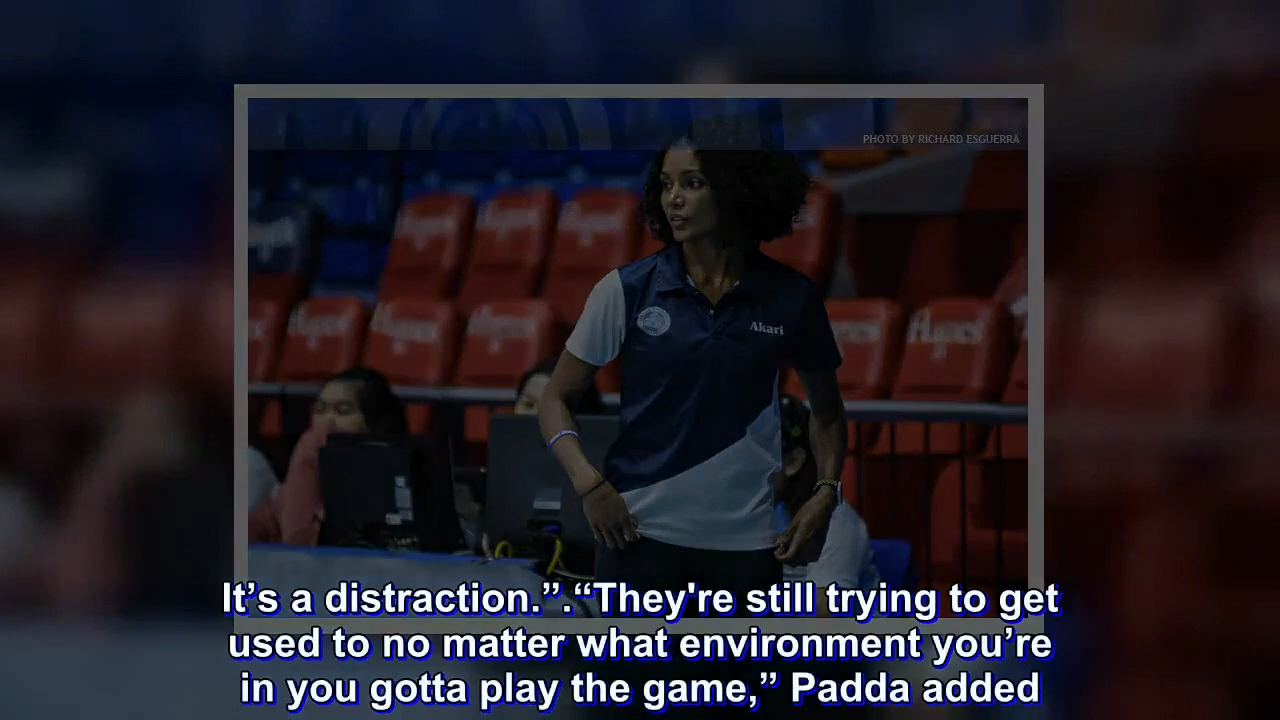 PHOTO BY RICHARD ESGUERRA
Akari
It’s a distraction.”.“They're still trying to get
used to no matter what environment you’re
in you gotta play the game,” Padda added